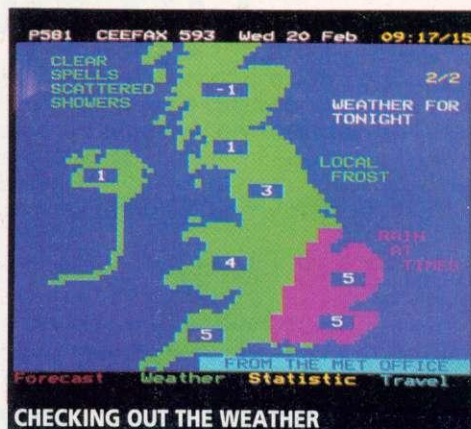 P581 CEEFAX 593 Wed 20 Feb 09:17/15
CLEAR
SPELLS
SCATTERED
SHOWERS
2/2
WEATHER FOR
TONIGHT
-1
1
LOCAL
FROST
1
3
RAIN
AT
TIMES
4
5
5
5
FROM THE MET OFFICE
Forecast Weather Statistic Travel
CHECKING OUT THE WEATHER